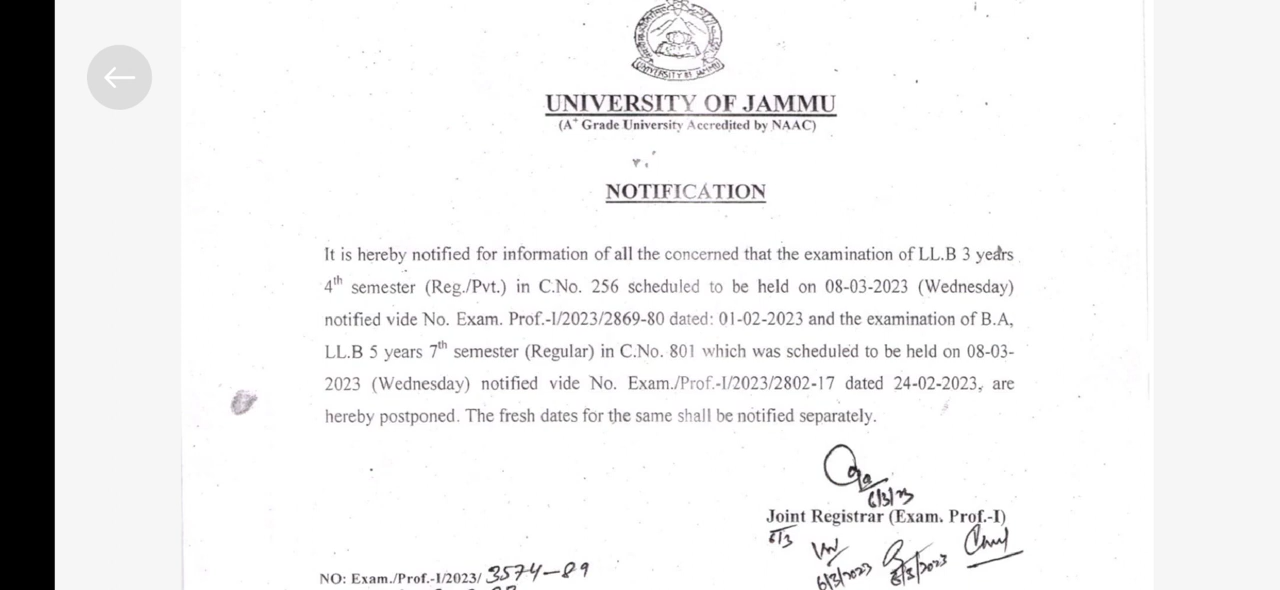 UNIVERSITY OF JAMMU
UNIVERSITY OF JAMMU
(A+ Grade University Accredited by NAAC)
NOTIFICATION
It is hereby notified for information of all the concerned that the examination of LL.B 3 years
4th semester (Reg./Pvt.) in C.No. 256 scheduled to be held on 08-03-2023 (Wednesday)
notified vide No. Exam. Prof.-I/2023/2869-80 dated: 01-02-2023 and the examination of B.A,
LL.B 5 years 7th semester (Regular) in C.No. 801 which was scheduled to be held on 08-03-
2023 (Wednesday) notified vide No. Exam./Prof.-I/2023/2802-17 dated 24-02-2023, are
hereby postponed. The fresh dates for the same shall be notified separately.
6/3/23
Joint Registrar (Exam. Prof.-I)
6/3/2023
NO: Exam./Prof.-I/2023/ 3574-89